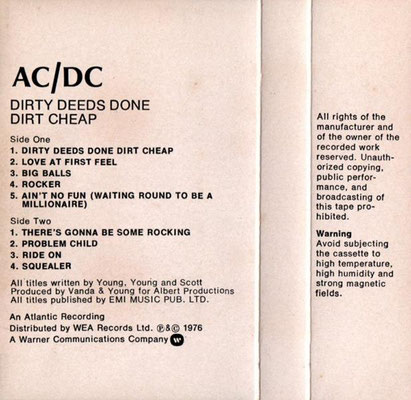 AC/DC
DIRTY DEEDS DONE
DIRT CHEAP
Side One
1. DIRTY DEEDS DONE DIRT CHEAP
2. LOVE AT FIRST FEEL
3. BIG BALLS
4. ROCKER
5. AIN'T NO FUN (WAITING ROUND TO BE A
MILLIONAIRE)
Side Two
1. THERE'S GONNA BE SOME ROCKING
2. PROBLEM CHILD
3. RIDE ON
4. SQUEALER
All titles written by Young, Young and Scott
Produced by Vanda & Young for Albert Productions
All titles published by EMI MUSIC PUB. LTD.
An Atlantic Recording
Distributed by WEA Records Ltd. ℗&© 1976
A Warner Communications Company
All rights of the
manufacturer and
of the owner of the
recorded work
reserved. Unauth-
orized copying,
public perfor-
mance, and
broadcasting of
this tape pro-
hibited.
Warning
Avoid subjecting
the cassette to
high temperature,
high humidity and
strong magnetic
fields.